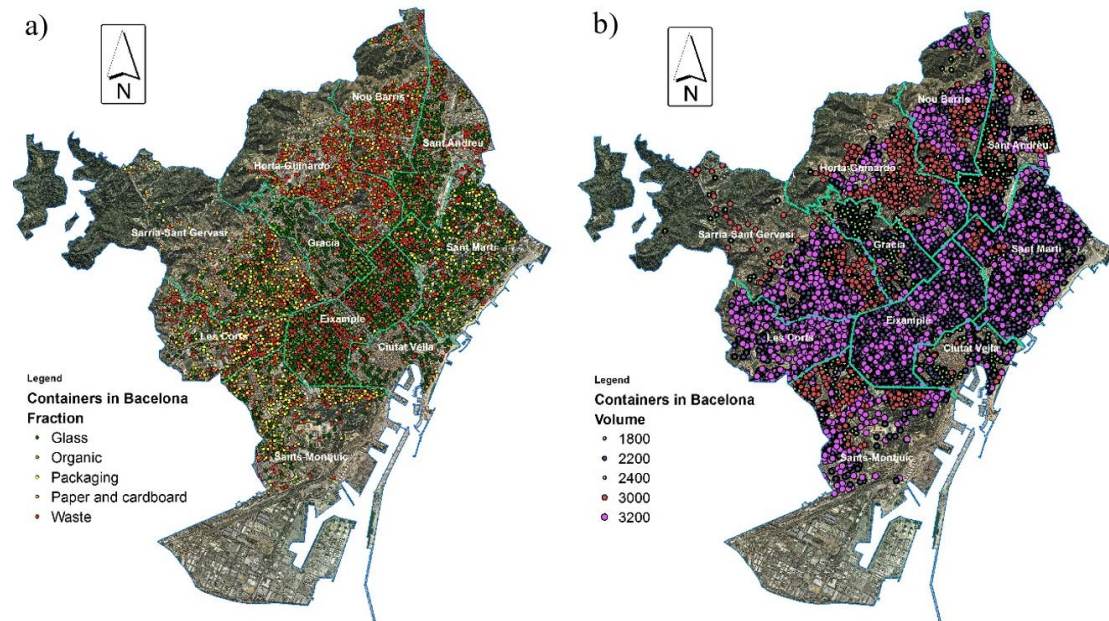 a)
N
Nou Barris
Sant Andreu
Horta-Guinardo
Sarria-Sant Gervasi
Gracia
Sant Marti
Eixample
Les Corts
Ciutat Vella
Sants-Montjuic
Legend
Containers in Bacelona
Fraction
Glass
Organic
Packaging
Paper and cardboard
Waste
b)
N
Nou Barris
Sant Andreu
Horta-Guinardo
Sarria-Sant Gervasi
Gracia
Sant Marti
Eixample
Les Corts
Ciutat Vella
Sants-Montjuic
Legend
Containers in Bacelona
Volume
1800
2200
2400
3000
3200